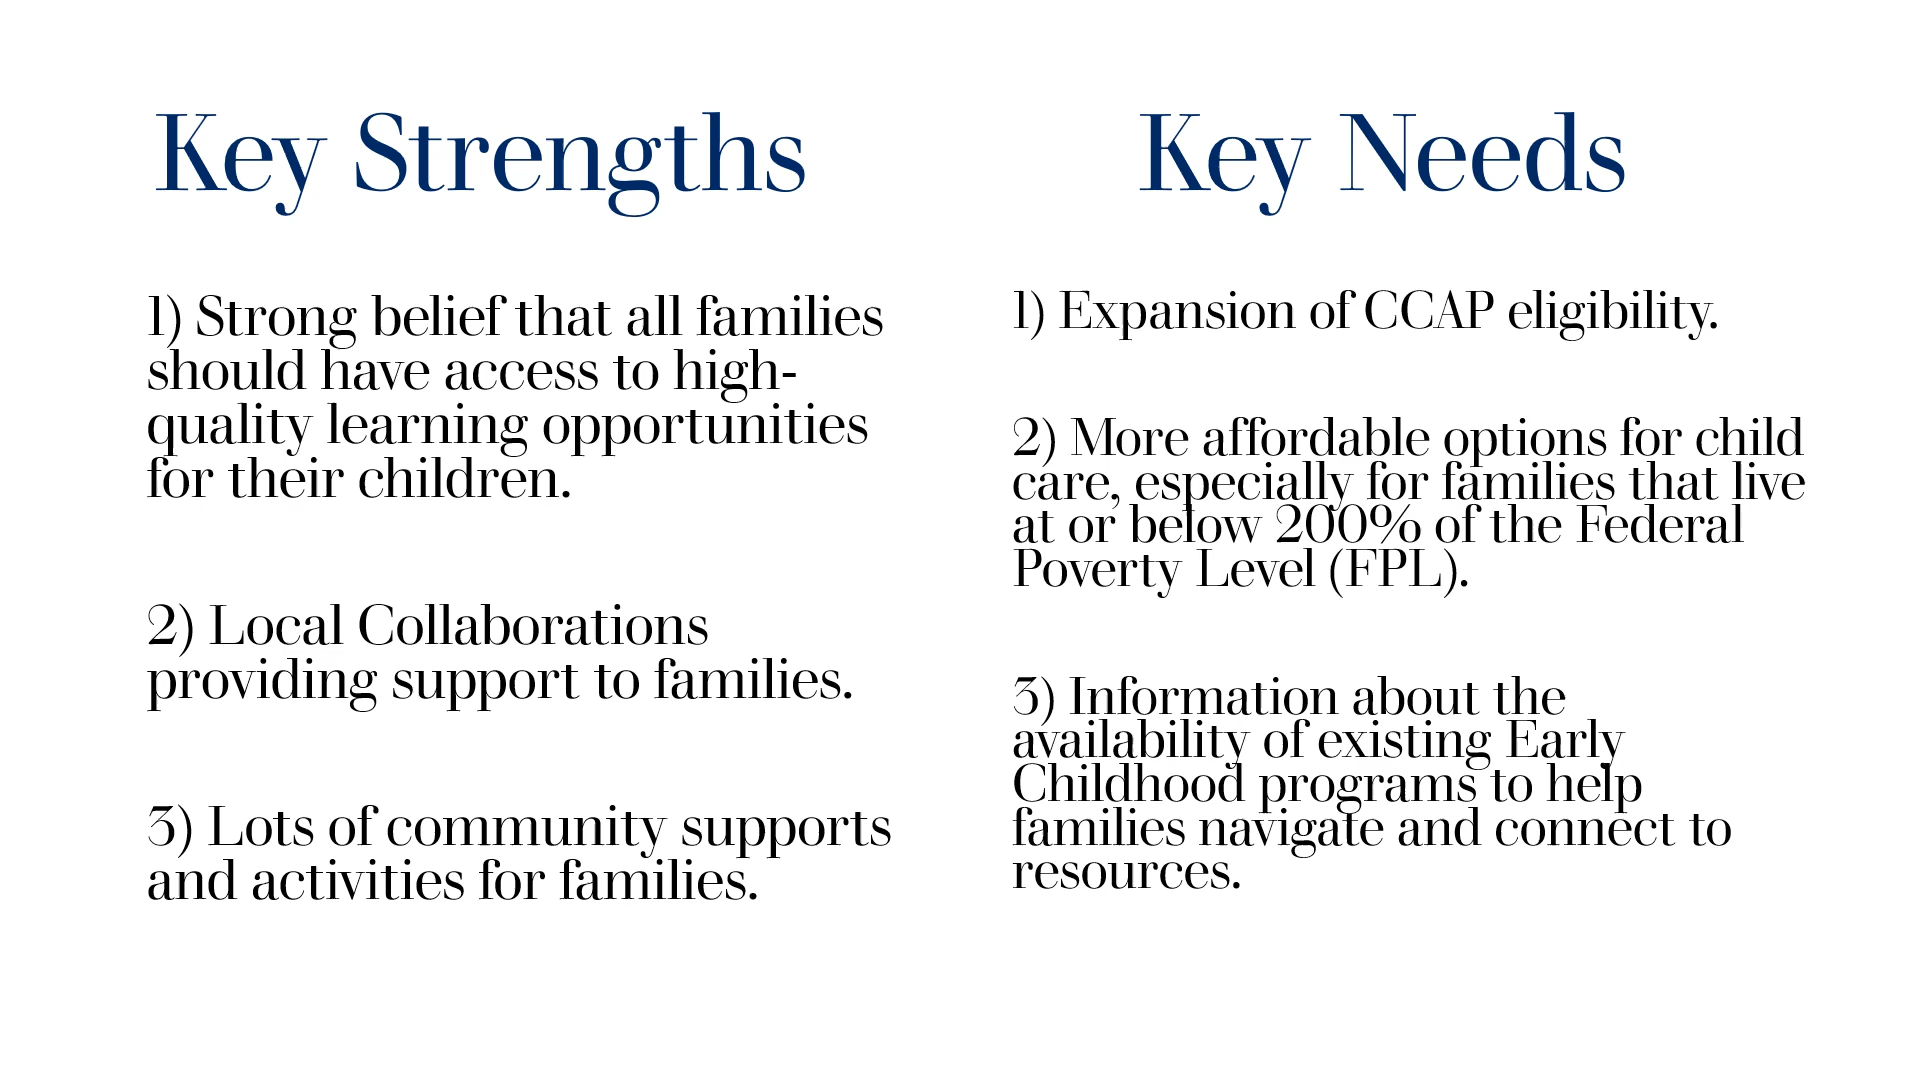 Key Strengths
1) Strong belief that all families
should have access to high-
quality learning opportunities
for their children.
2) Local Collaborations
providing support to families.
3) Lots of community supports
and activities for families.
Key Needs
1) Expansion of CCAP eligibility.
2) More affordable options for child
care, especially for families that live
at or below 200% of the Federal
Poverty Level (FPL).
3) Information about the
availability of existing Early
Childhood programs to help
families navigate and connect to
resources.